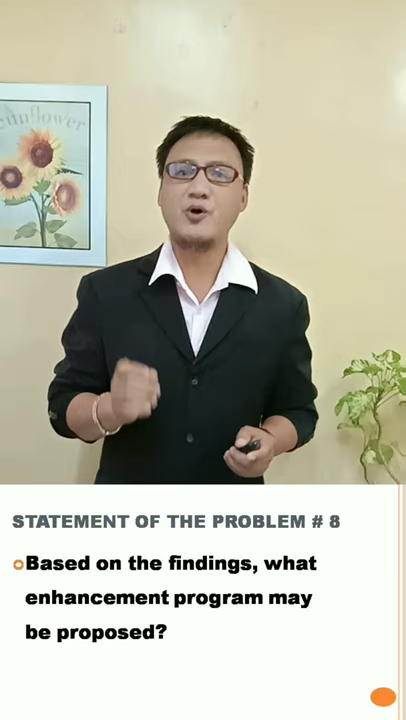 sunflower
STATEMENT OF THE PROBLEM # 8
Based on the findings, what
enhancement program may
be proposed?